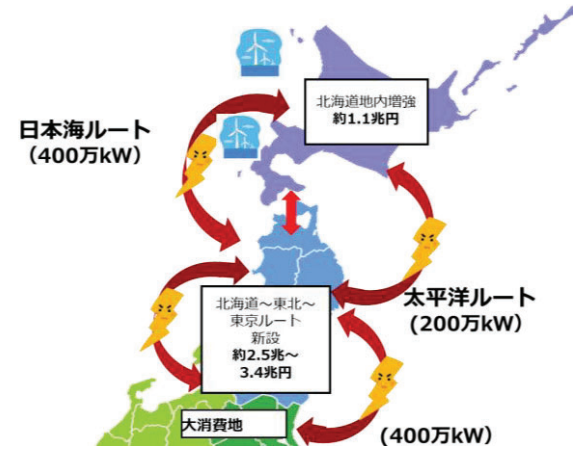 北海道地内増強
約1.1兆円
日本海ルート
（400万kW）
北海道～東北～
東京ルート
新設
約2.5兆～
3.4兆円
太平洋ルート
(200万kW)
大消費地
(400万kW)